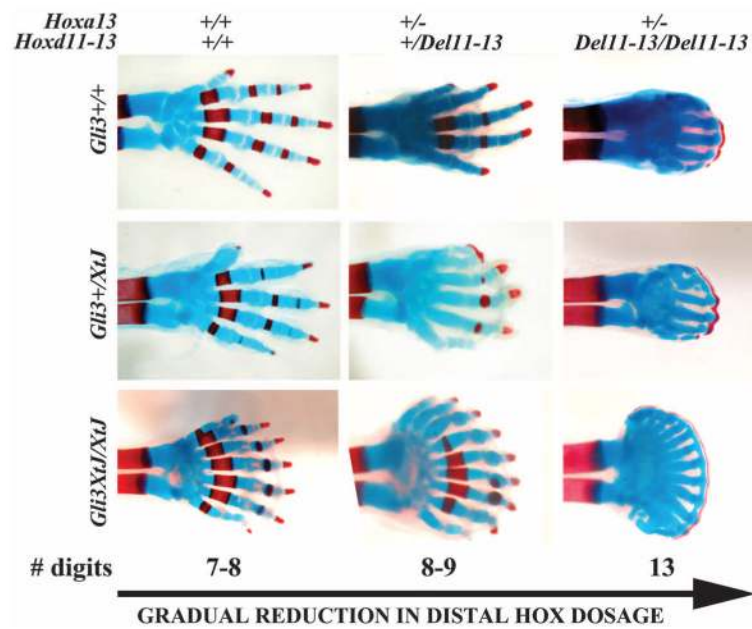 Hoxa13 +/+ +/- +/-
Hoxd11-13 +/+ +/Del11-13 Del11-13/Del11-13
Gli3+/+
Gli3+/XtJ
Gli3XtJ/XtJ
# digits 7-8 8-9 13
GRADUAL REDUCTION IN DISTAL HOX DOSAGE